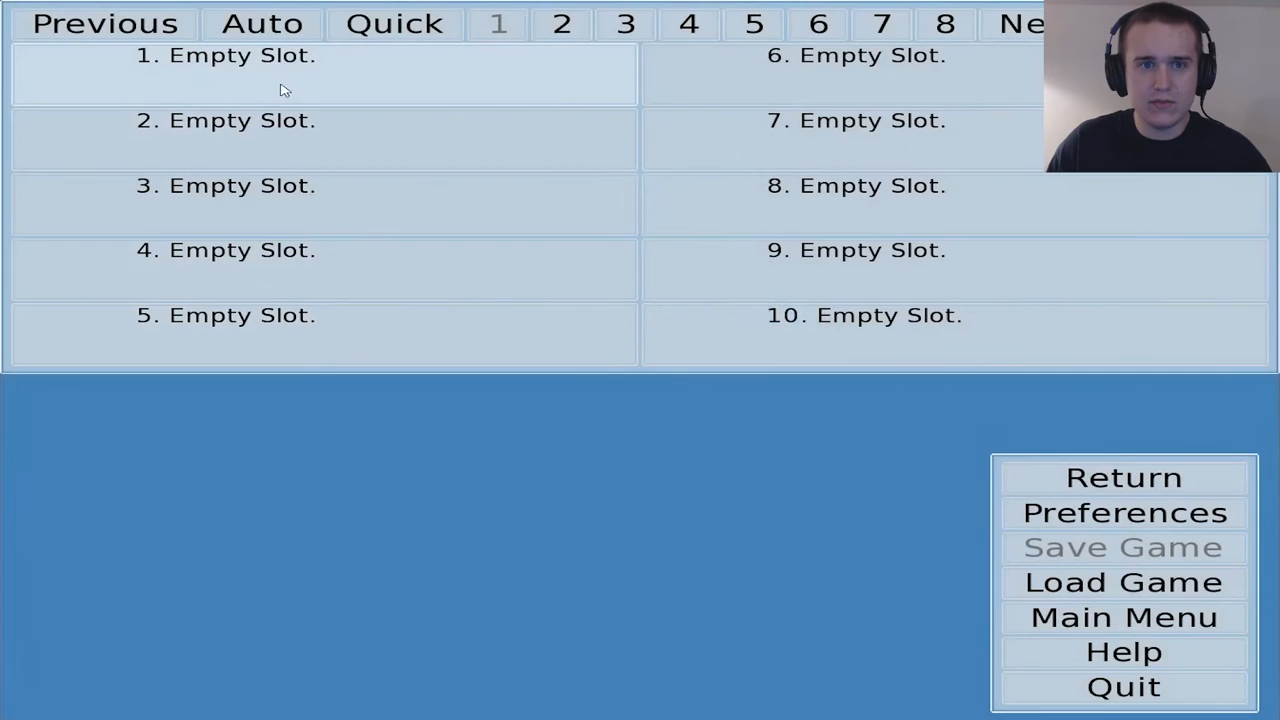 Previous Auto Quick 1 2 3 4 5 6 7 8 Ne
1. Empty Slot.
2. Empty Slot.
3. Empty Slot.
4. Empty Slot.
5. Empty Slot.
6. Empty Slot.
7. Empty Slot.
8. Empty Slot.
9. Empty Slot.
10. Empty Slot.
Return
Preferences
Save Game
Load Game
Main Menu
Help
Quit